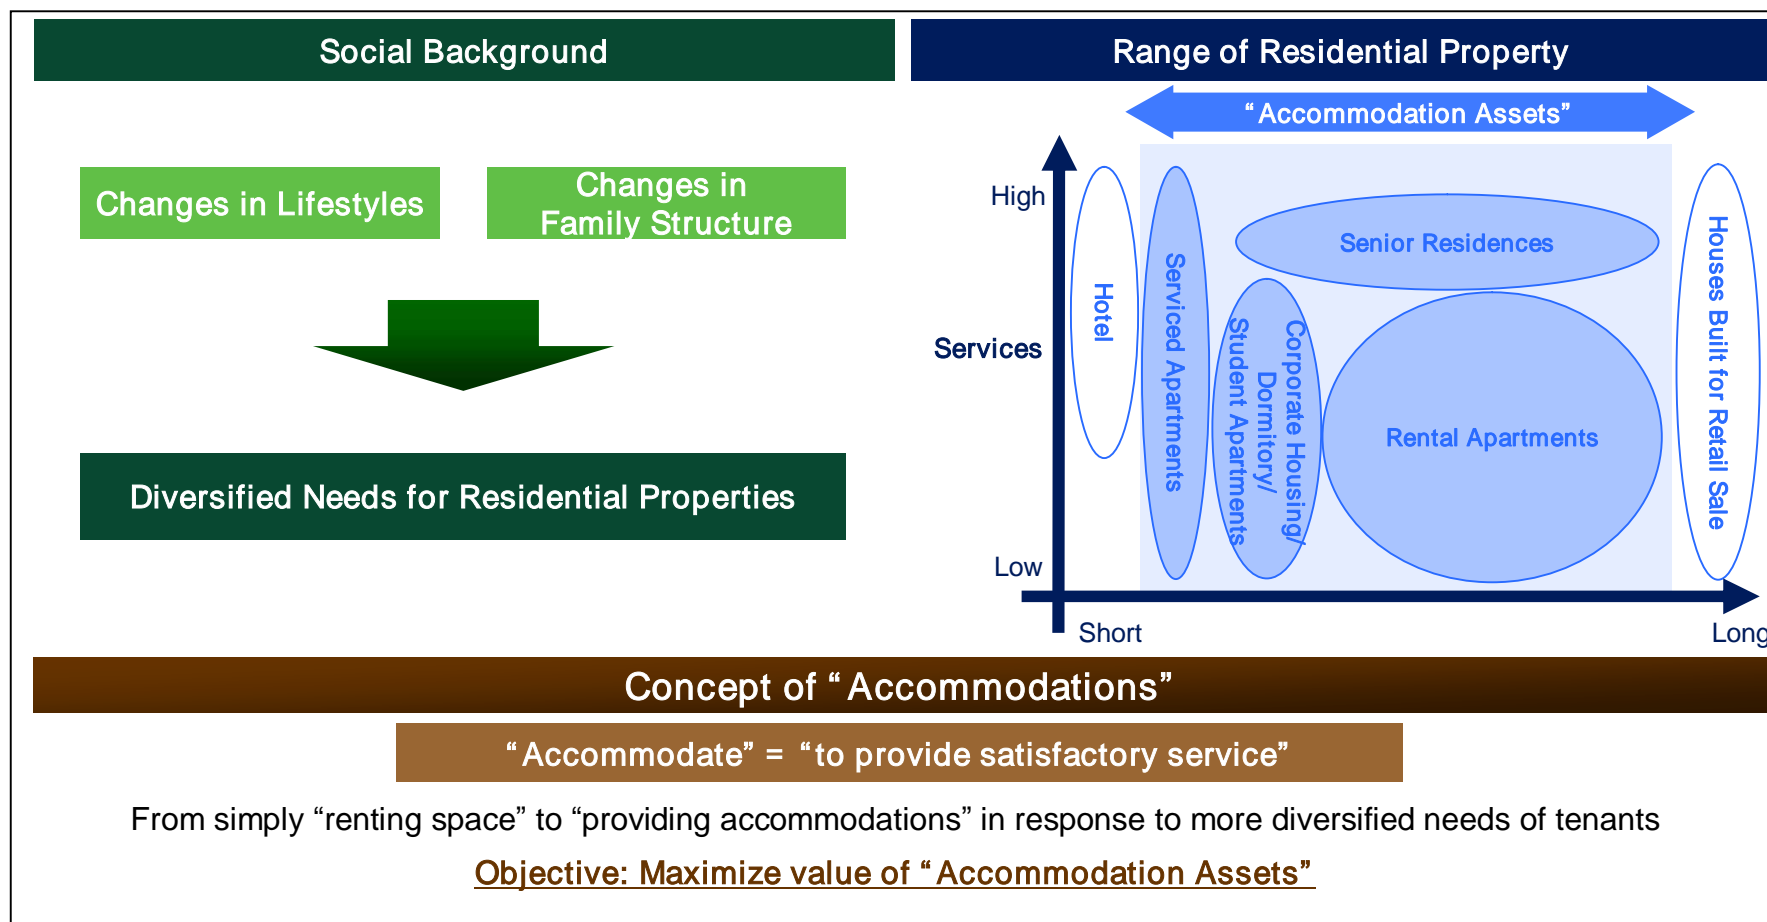 Social Background
Changes in Lifestyles
Changes in
Family Structure
Diversified Needs for Residential Properties
Range of Residential Property
“Accommodation Assets”
High
Services
Low
Short
Long
Hotel
Serviced Apartments
Corporate Housing/
Dormitory/
Student Apartments
Senior Residences
Rental Apartments
Houses Built for Retail Sale
Concept of “Accommodations”
“Accommodate” = “to provide satisfactory service”
From simply “renting space” to “providing accommodations” in response to more diversified needs of tenants
Objective: Maximize value of “Accommodation Assets”